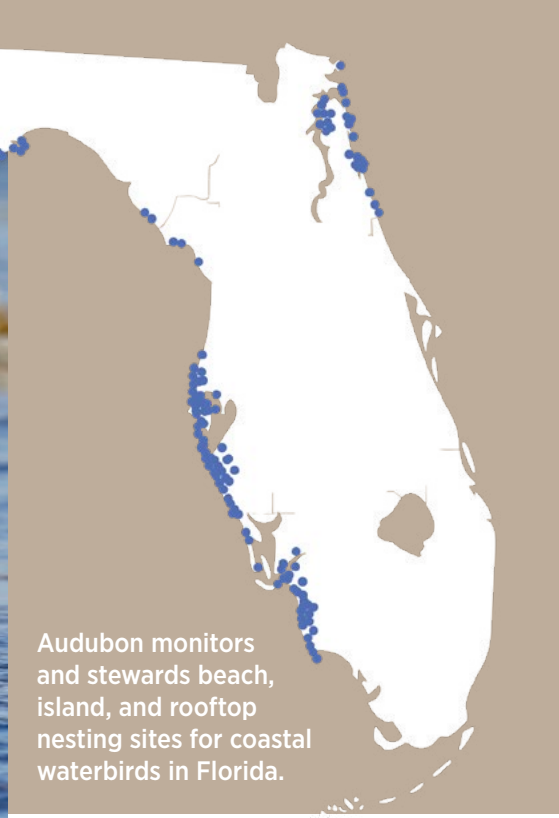 Audubon monitors
and stewards beach,
island, and rooftop
nesting sites for coastal
waterbirds in Florida.